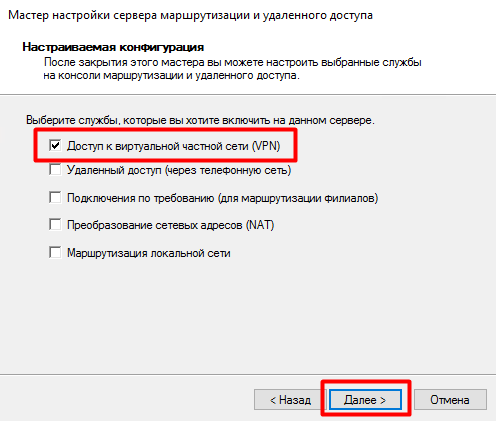 Мастер настройки сервера маршрутизации и удаленного доступа
Настраиваемая конфигурация
После закрытия этого мастера вы можете настроить выбранные службы
на консоли маршрутизации и удаленного доступа.
Выберите службы, которые вы хотите включить на данном сервере.
Доступ к виртуальной частной сети (VPN)
Удаленный доступ (через телефонную сеть)
Подключения по требованию (для маршрутизации филиалов)
Преобразование сетевых адресов (NAT)
Маршрутизация локальной сети
< Назад
Далее >
Отмена